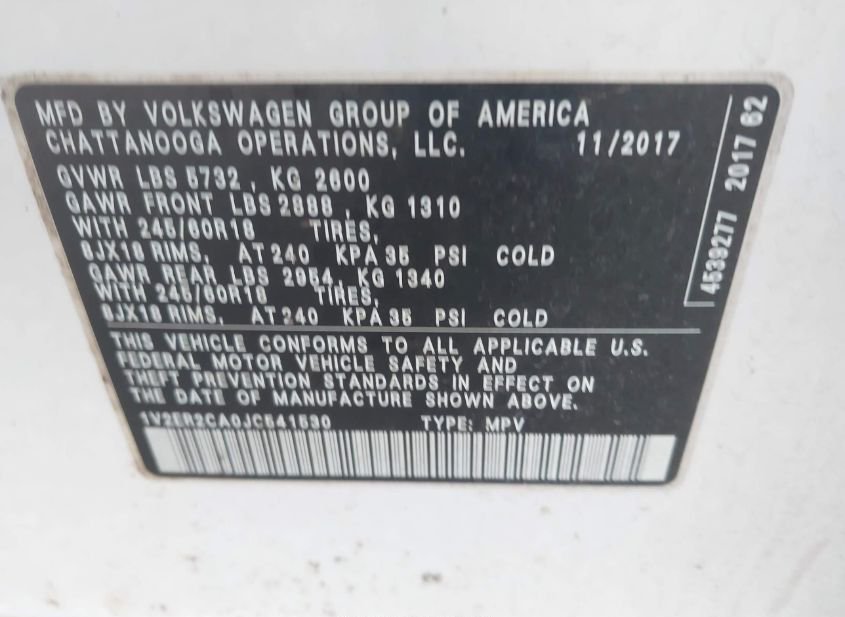 MFD BY VOLKSWAGEN GROUP OF AMERICA
CHATTANOOGA OPERATIONS, LLC. 11/2017
GVWR LBS 5732 , KG 2600
GAWR FRONT LBS 2888 , KG 1310
WITH 245/60R18 TIRES,
8JX18 RIMS, AT 240 KPA 35 PSI COLD
GAWR REAR LBS 2954, KG 1340
WITH 245/60R18 TIRES,
8JX18 RIMS, AT 240 KPA 35 PSI COLD
THIS VEHICLE CONFORMS TO ALL APPLICABLE U.S.
FEDERAL MOTOR VEHICLE SAFETY AND
THEFT PREVENTION STANDARDS IN EFFECT ON
THE DATE OF MANUFACTURE SHOWN ABOVE.
1V2ER2CA0JC541530 TYPE: MPV
4539277 2017 62